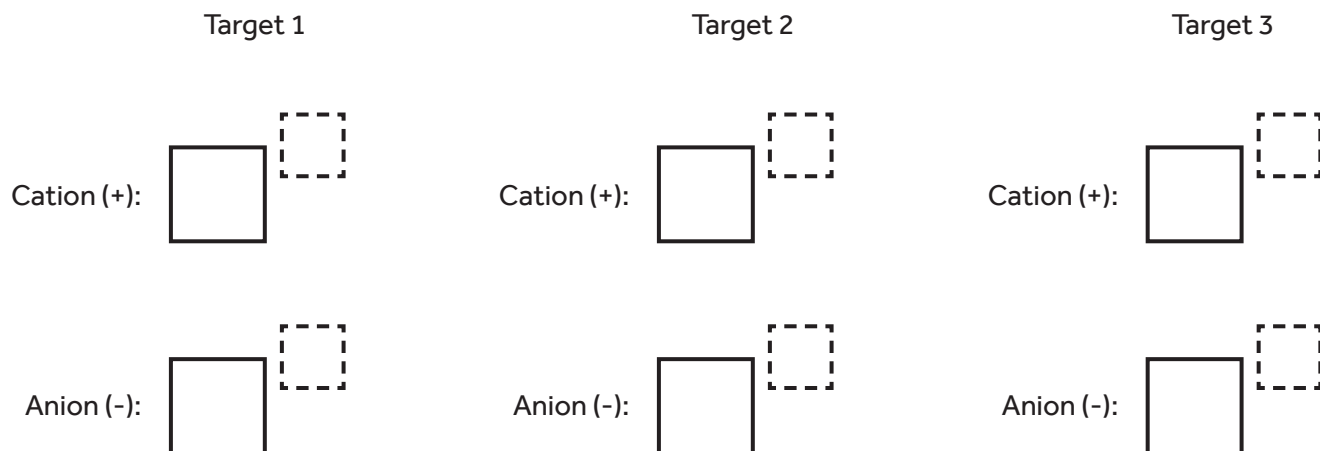 Target 1 Target 2 Target 3
Cation (+): Cation (+): Cation (+):
Anion (-): Anion (-): Anion (-):